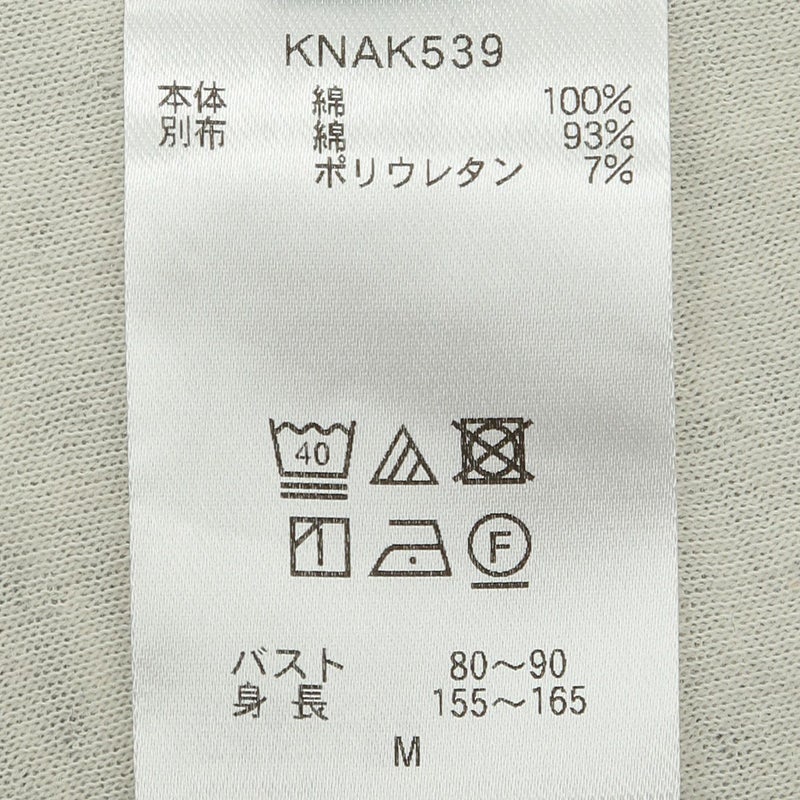 KNAK539
本体 綿 100%
別布 綿 93%
ポリウレタン 7%
40
F
バスト 80～90
身長 155～165
M